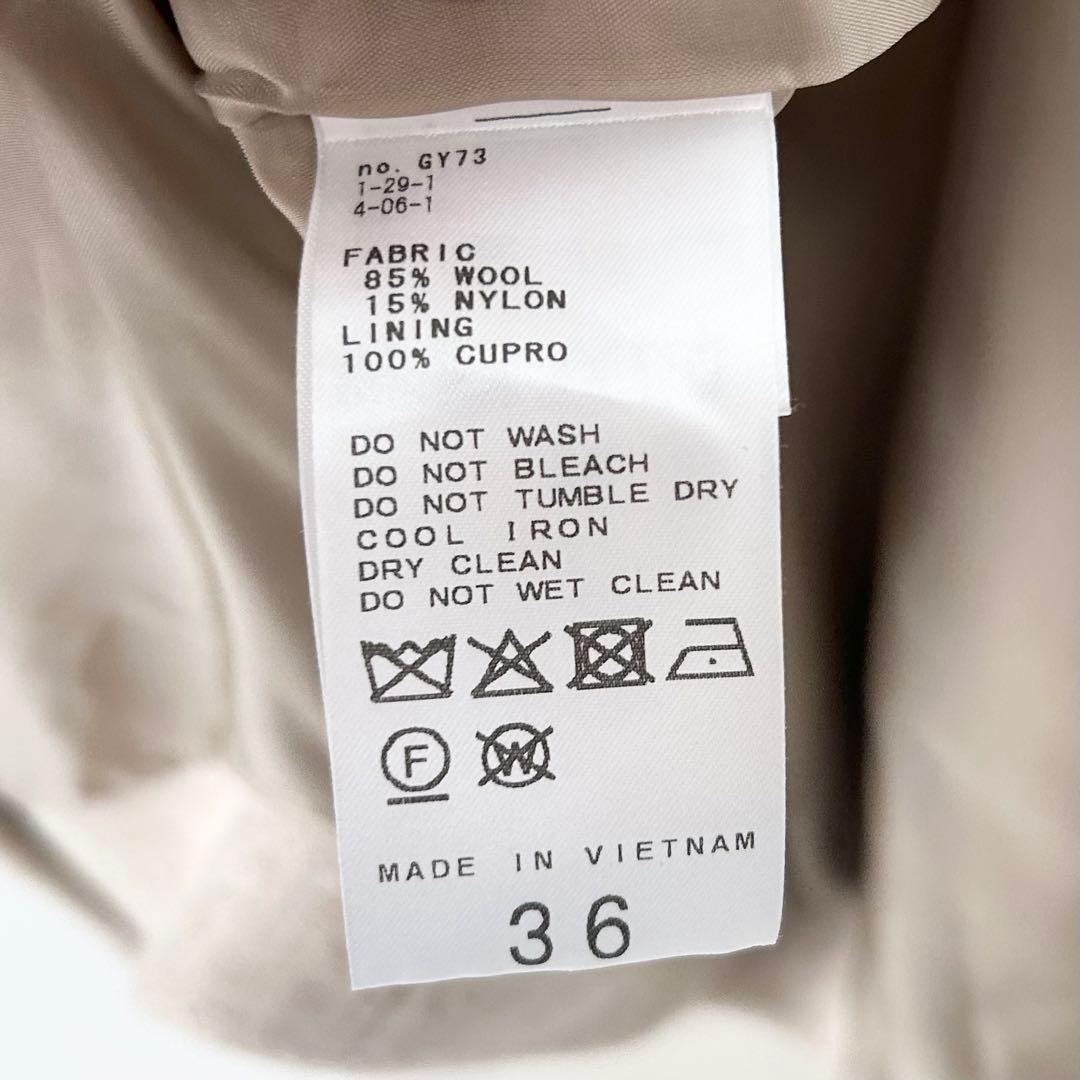 no. GY73
1-29-1
4-06-1
FABRIC
85% WOOL
15% NYLON
LINING
100% CUPRO
DO NOT WASH
DO NOT BLEACH
DO NOT TUMBLE DRY
COOL IRON
DRY CLEAN
DO NOT WET CLEAN
F W
MADE IN VIETNAM
36